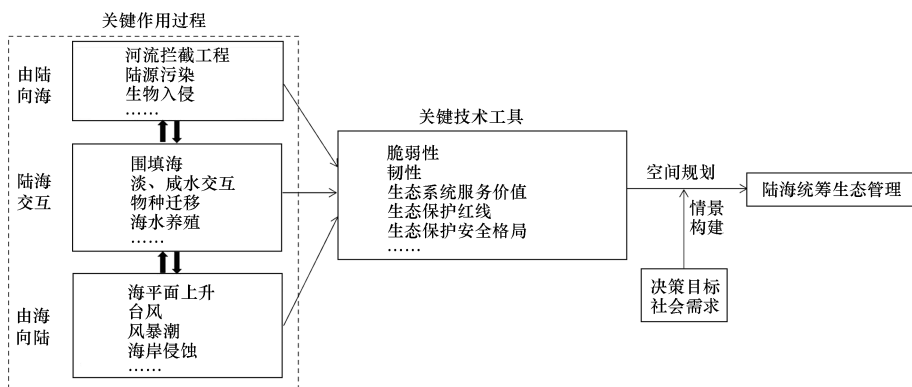 关键作用过程
由陆
向海
河流拦截工程
陆源污染
生物入侵
……
陆海
交互
围填海
淡、咸水交互
物种迁移
海水养殖
……
由海
向陆
海平面上升
台风
风暴潮
海岸侵蚀
……
关键技术工具
脆弱性
韧性
生态系统服务价值
生态保护红线
生态保护安全格局
……
空间规划
情景
构建
决策目标
社会需求
陆海统筹生态管理